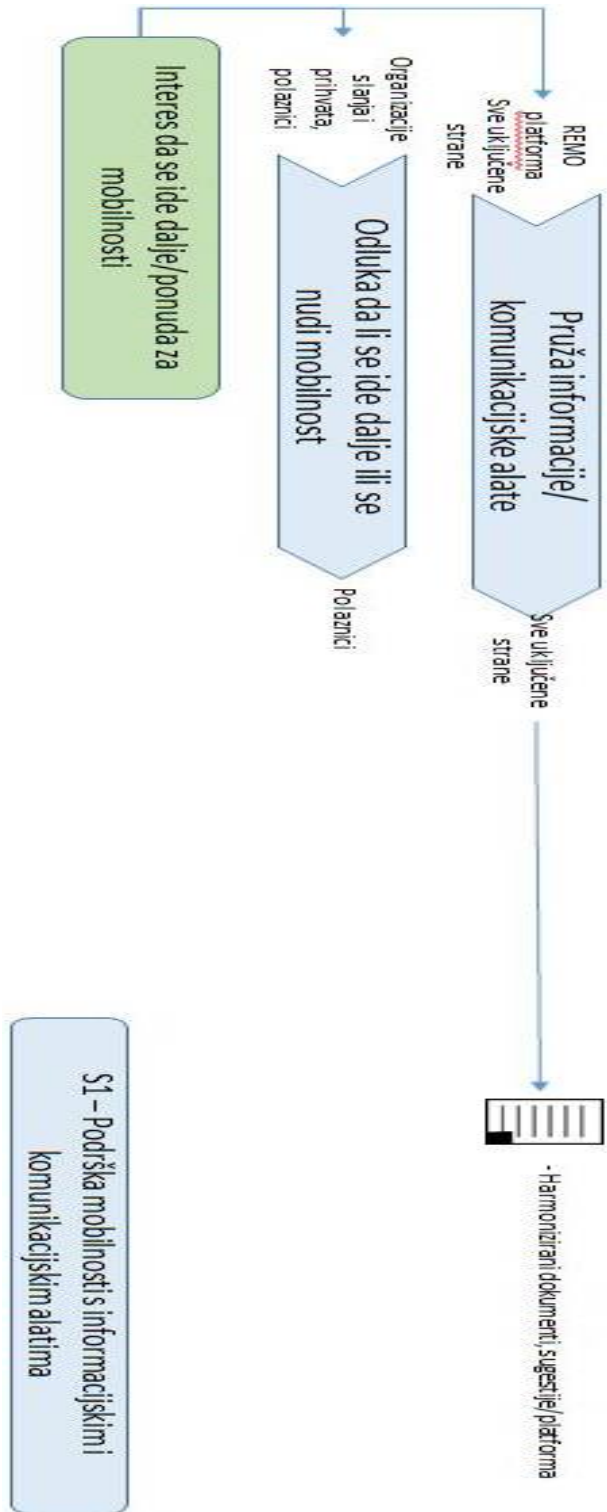 REMO
platforma
Sve uključene
strane
Pruža informacije/
komunikacijske alate
Sve uključene
strane
- Harmonizirani dokumenti, sugestije/platforma
Organizacije
slanja i
prihvata,
polaznici
Odluka da li se ide dalje ili se
nudi mobilnost
Polaznici
Interes da se ide dalje/ponuda za
mobilnosti
S1 – Podrška mobilnosti s informacijskim i
komunikacijskim alatima